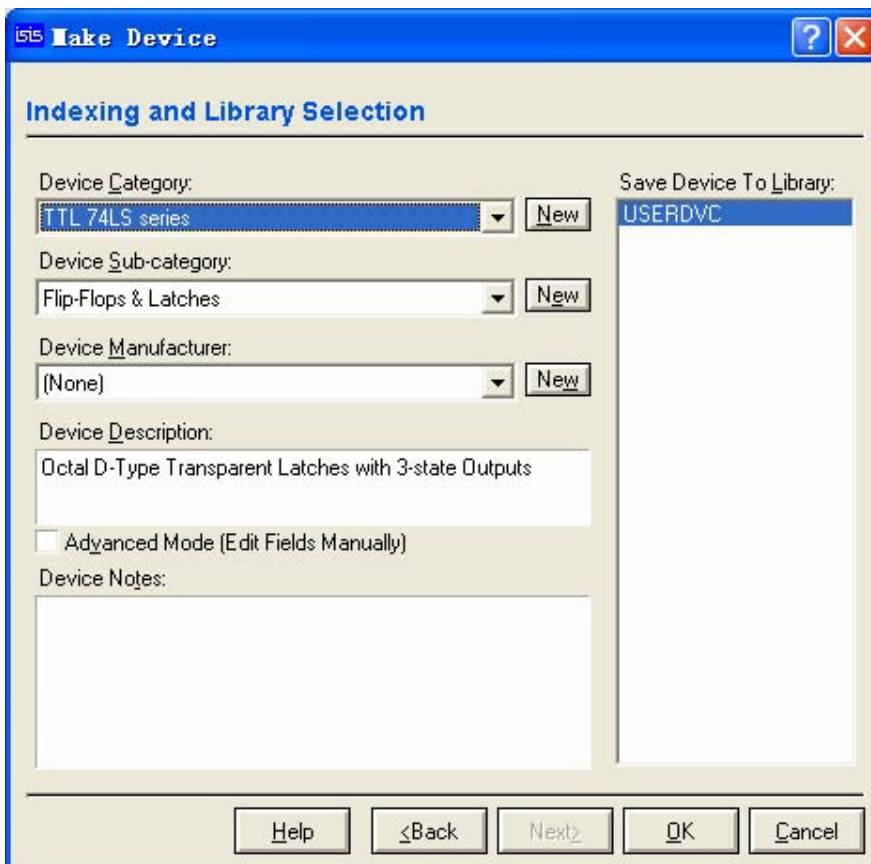 isis Make Device
Indexing and Library Selection
Device Category:
TTL 74LS series
New
Device Sub-category:
Flip-Flops & Latches
New
Device Manufacturer:
(None)
New
Device Description:
Octal D-Type Transparent Latches with 3-state Outputs
Advanced Mode (Edit Fields Manually)
Device Notes:
Save Device To Library:
USERDVC
Help
<Back
Next>
OK
Cancel